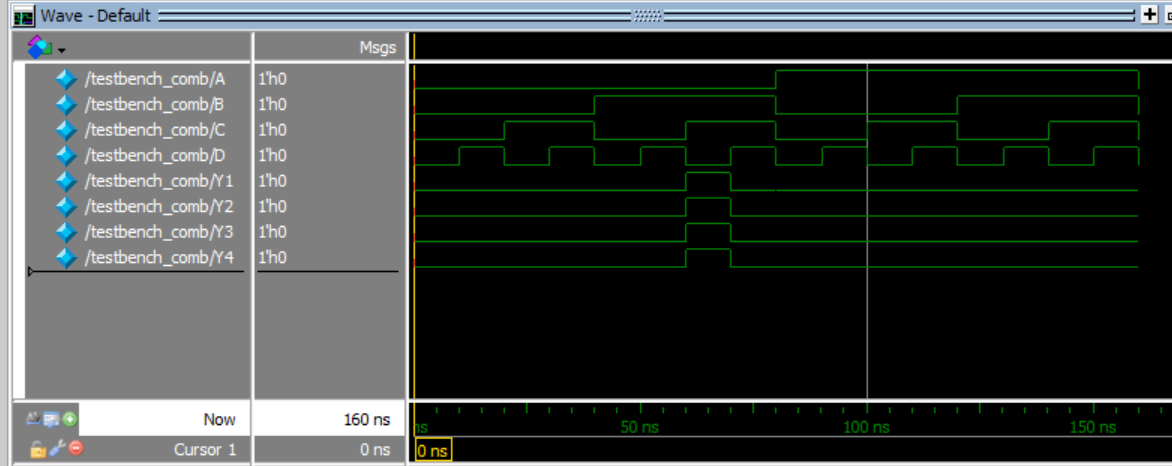 Wave - Default
Msgs
/testbench_comb/A 1'h0
/testbench_comb/B 1'h0
/testbench_comb/C 1'h0
/testbench_comb/D 1'h0
/testbench_comb/Y1 1'h0
/testbench_comb/Y2 1'h0
/testbench_comb/Y3 1'h0
/testbench_comb/Y4 1'h0
Now 160 ns ns 50 ns 100 ns 150 ns
Cursor 1 0 ns 0 ns